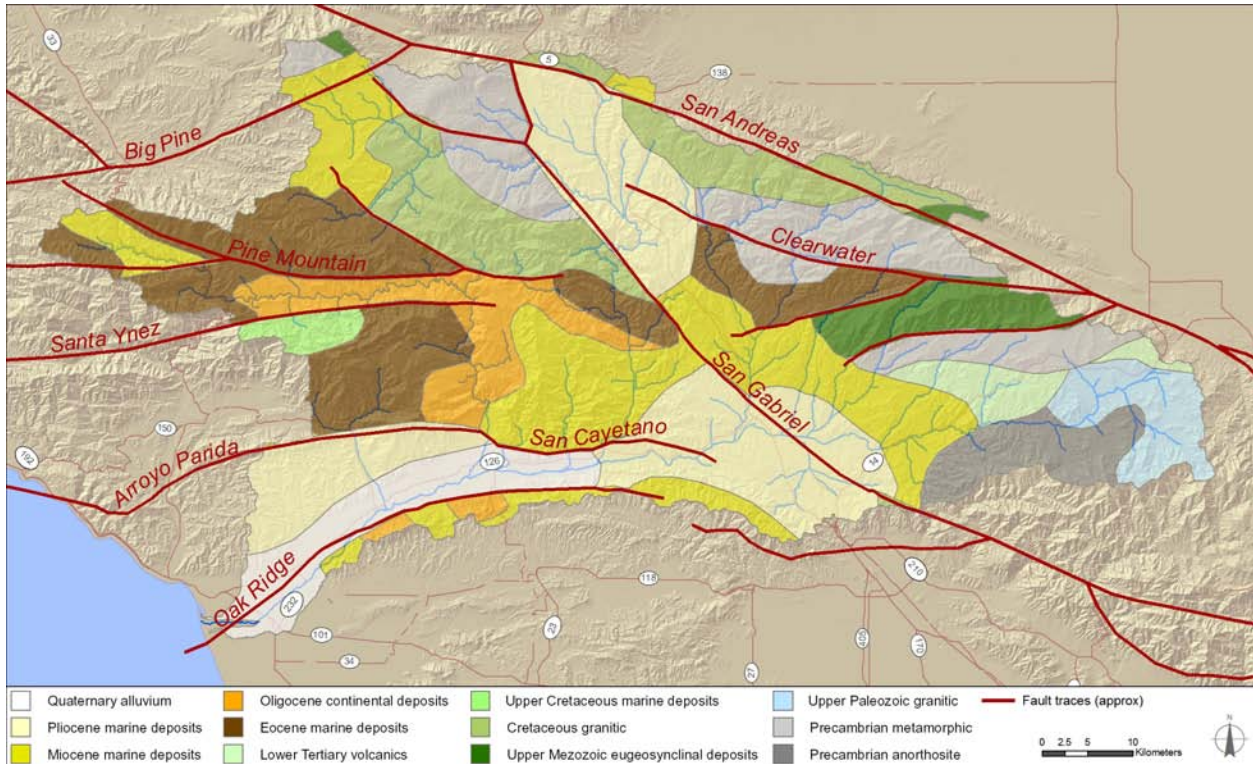 33
5
138
San Andreas
Big Pine
Clearwater
Pine Mountain
Santa Ynez
San Gabriel
150
San Cayetano
192
Arroyo Parida
126
14
Oak Ridge
210
118
232
101
23
405
170
34
27
Quaternary alluvium
Pliocene marine deposits
Miocene marine deposits
Oligocene continental deposits
Eocene marine deposits
Lower Tertiary volcanics
Upper Cretaceous marine deposits
Cretaceous granitic
Upper Mezozoic eugeosynclinal deposits
Upper Paleozoic granitic
Precambrian metamorphic
Precambrian anorthosite
Fault traces (approx)
N
0 2.5 5 10
Kilometers